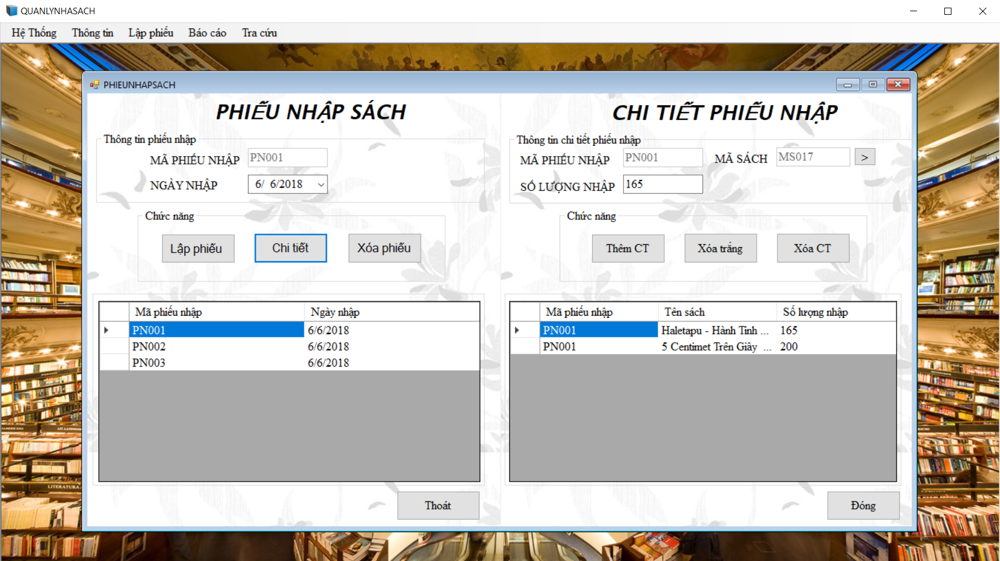 QUANLYNHASACH
Hệ Thống Thông tin Lập phiếu Báo cáo Tra cứu
PHIEUNHAPSACH
PHIẾU NHẬP SÁCH
Thông tin phiếu nhập
MÃ PHIẾU NHẬP PN001
NGÀY NHẬP 6/ 6/2018
Chức năng
Lập phiếu Chi tiết Xóa phiếu
Mã phiếu nhập Ngày nhập
PN001 6/6/2018
PN002 6/6/2018
PN003 6/6/2018
Thoát
CHI TIẾT PHIẾU NHẬP
Thông tin chi tiết phiếu nhập
MÃ PHIẾU NHẬP PN001 MÃ SÁCH MS017 >
SỐ LƯỢNG NHẬP 165
Chức năng
Thêm CT Xóa trắng Xóa CT
Mã phiếu nhập Tên sách Số lượng nhập
PN001 Haletapu - Hành Tinh ... 165
PN001 5 Centimet Trên Giây ... 200
Đóng
LITERATURA